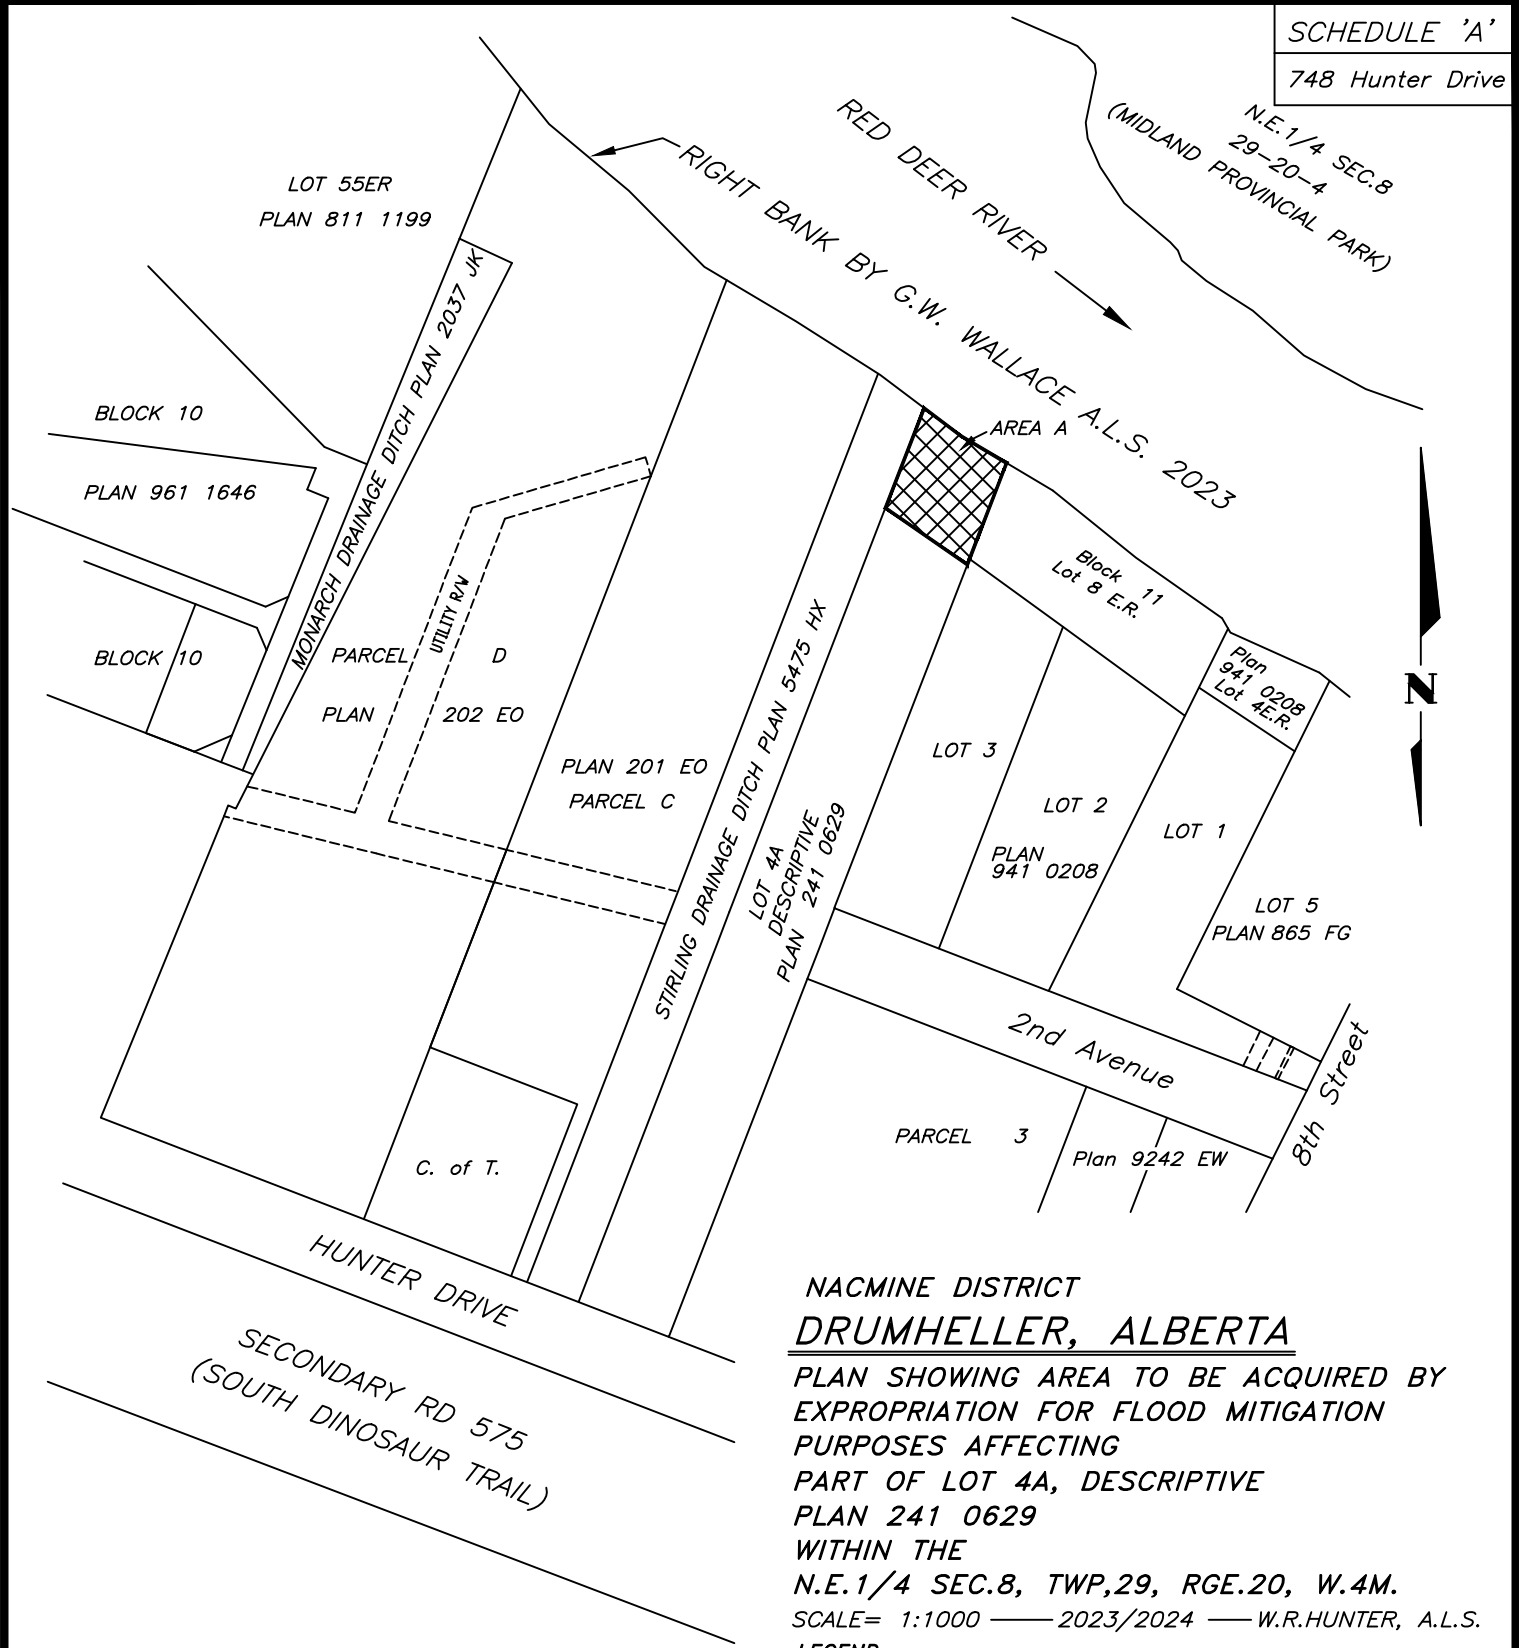 SCHEDULE 'A'
748 Hunter Drive
N.E.1/4 SEC.8
29-20-4
(MIDLAND PROVINCIAL PARK)
RED DEER RIVER
RIGHT BANK BY G.W. WALLACE A.L.S. 2023
LOT 55ER
PLAN 811 1199
MONARCH DRAINAGE DITCH PLAN 2037 JK
BLOCK 10
PLAN 961 1646
BLOCK 10
AREA A
Block 11
Lot 8 E.R.
Plan
941 0208
Lot 4E.R.
N
UTILITY R/W
PARCEL D
PLAN 202 EO
PLAN 201 EO
PARCEL C
STIRLING DRAINAGE DITCH PLAN 5475 HX
LOT 4A
DESCRIPTIVE
PLAN 241 0629
LOT 3
LOT 2
LOT 1
PLAN
941 0208
LOT 5
PLAN 865 FG
2nd Avenue
8th Street
PARCEL 3
Plan 9242 EW
C. of T.
HUNTER DRIVE
SECONDARY RD 575
(SOUTH DINOSAUR TRAIL)
NACMINE DISTRICT
DRUMHELLER, ALBERTA
PLAN SHOWING AREA TO BE ACQUIRED BY
EXPROPRIATION FOR FLOOD MITIGATION
PURPOSES AFFECTING
PART OF LOT 4A, DESCRIPTIVE
PLAN 241 0629
WITHIN THE
N.E.1/4 SEC.8, TWP,29, RGE.20, W.4M.
SCALE= 1:1000 —— 2023/2024 —— W.R.HUNTER, A.L.S.